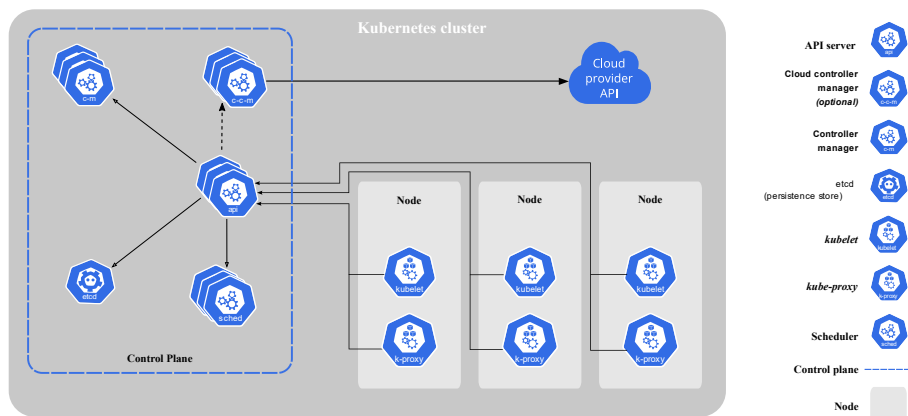 Kubernetes cluster
c-m
c-c-m
Cloud
provider
API
api
etcd
sched
Control Plane
Node
Node
Node
kubelet
kubelet
kubelet
k-proxy
k-proxy
k-proxy
API server
api
Cloud controller
manager
(optional)
c-c-m
Controller
manager
c-m
etcd
(persistence store)
etcd
kubelet
kubelet
kube-proxy
k-proxy
Scheduler
sched
Control plane
Node